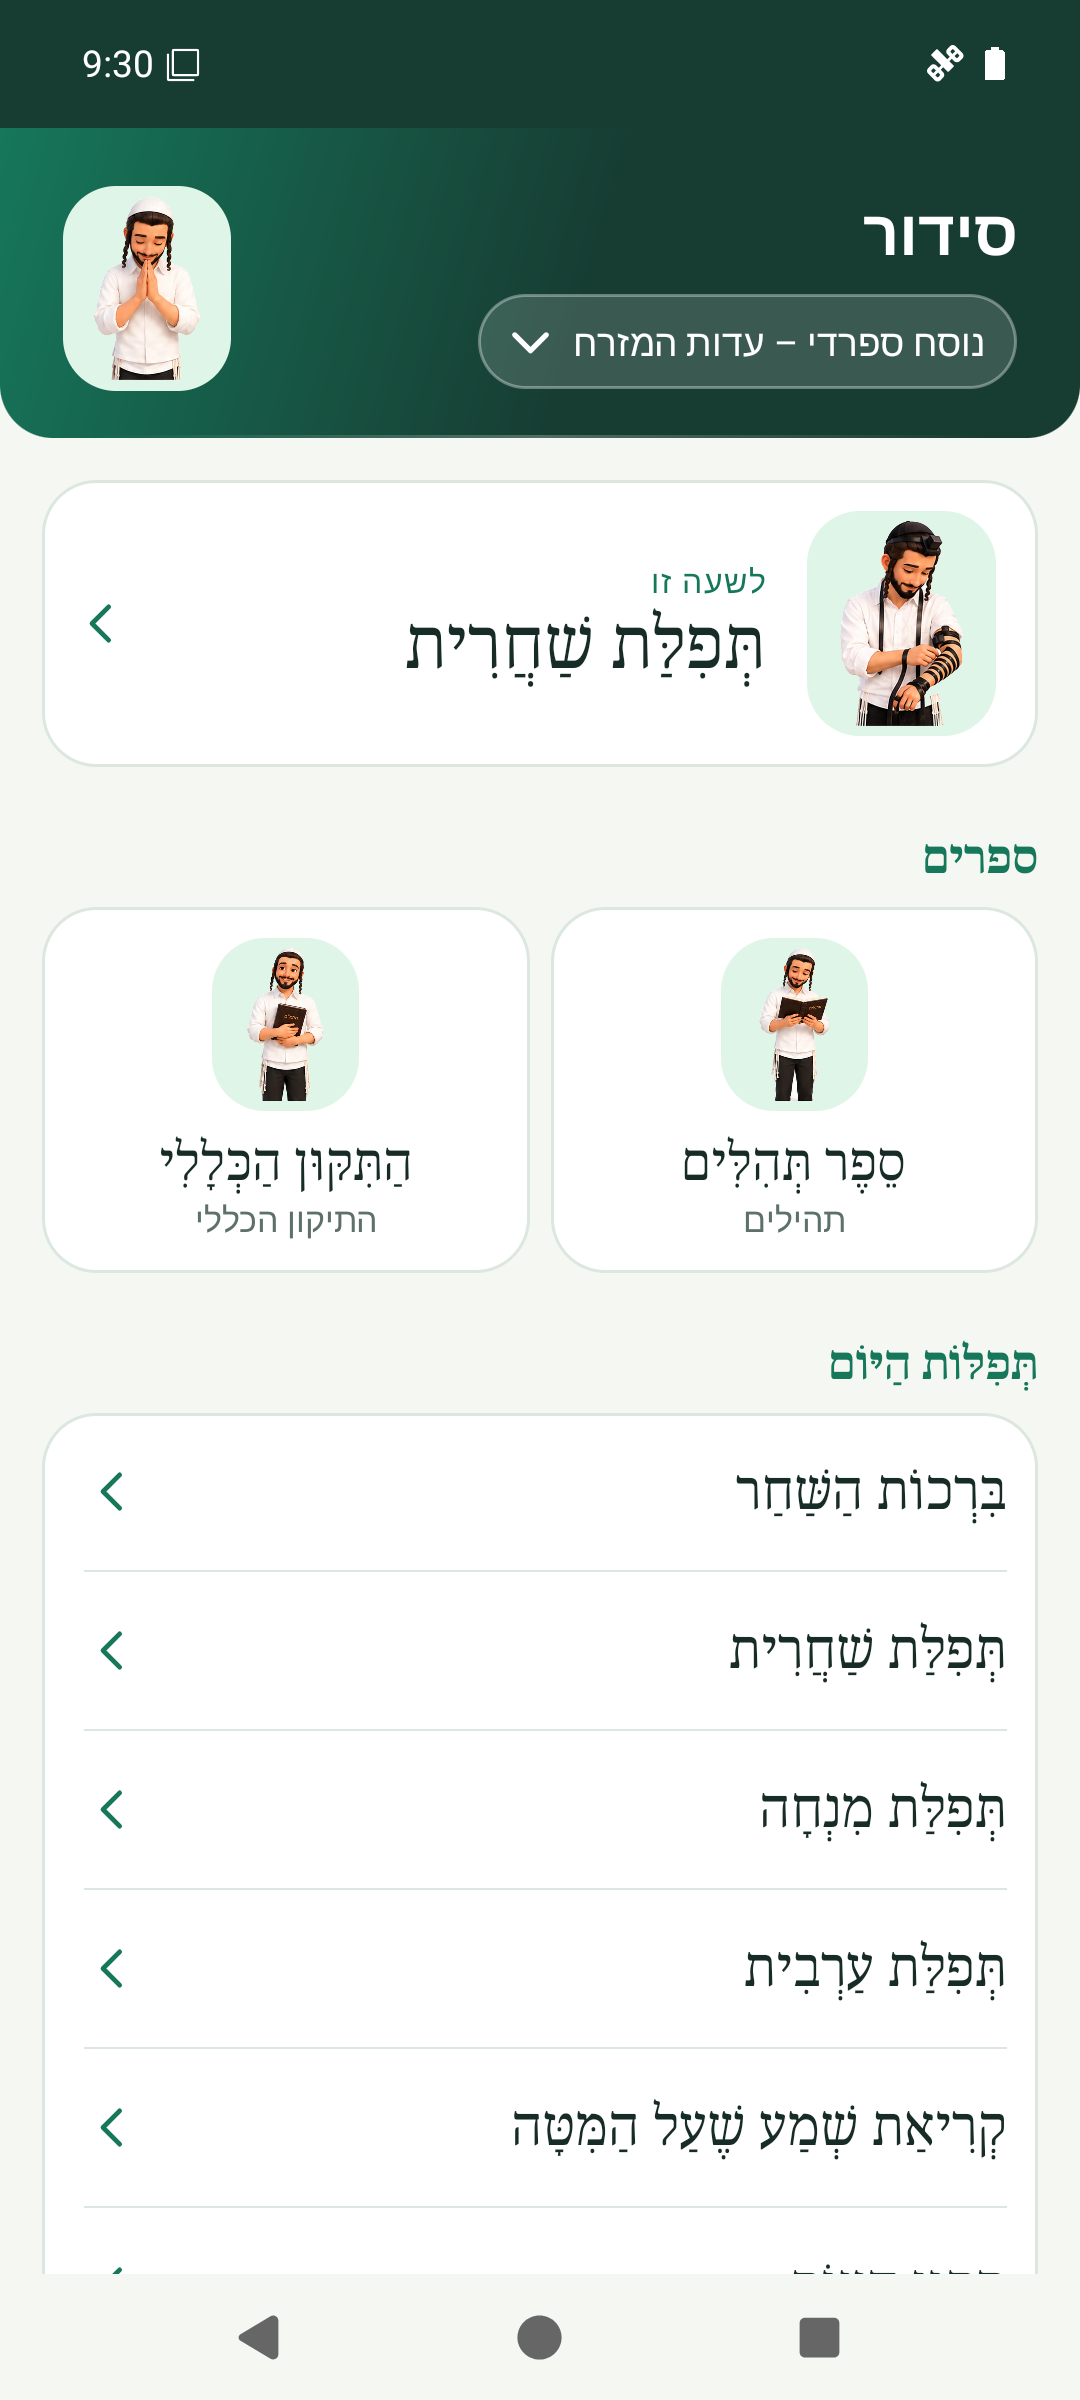 9:30
סידור
נוסח ספרדי – עדות המזרח
לשעה זו
תְּפִלַּת שַׁחֲרִית
ספרים
סֵפֶר תְּהִלִּים
תהילים
הַתִּקּוּן הַכְּלָלִי
התיקון הכללי
תְּפִלּוֹת הַיּוֹם
בִּרְכוֹת הַשַּׁחַר
תְּפִלַּת שַׁחֲרִית
תְּפִלַּת מִנְחָה
תְּפִלַּת עַרְבִית
קְרִיאַת שְׁמַע שֶׁעַל הַמִּטָּה